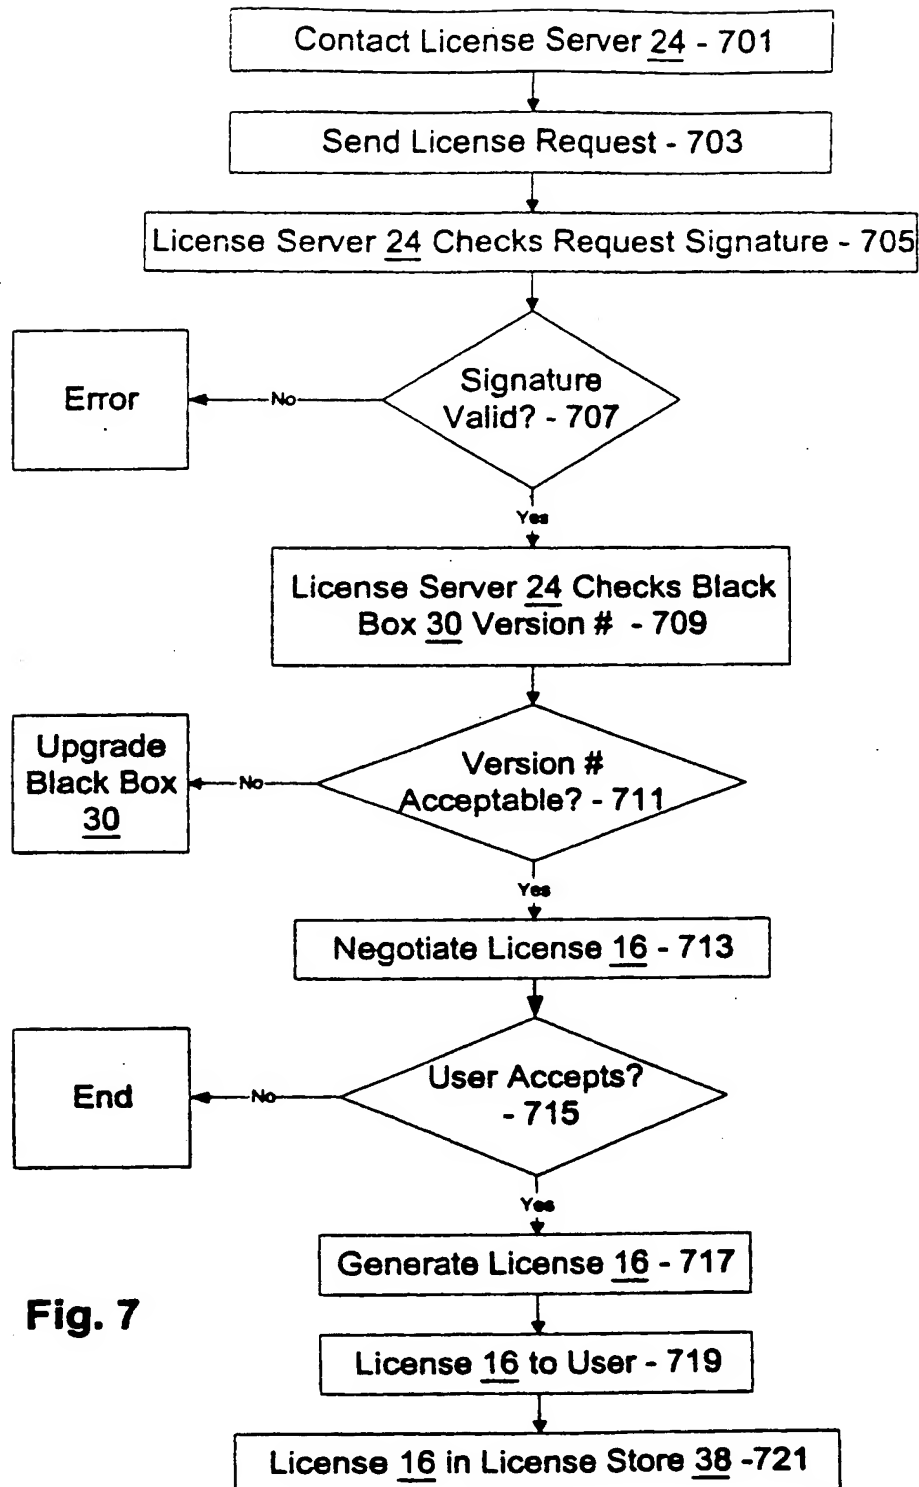 Contact License Server 24 - 701
Send License Request - 703
License Server 24 Checks Request Signature - 705
Signature
Valid? - 707
No
Error
Yes
License Server 24 Checks Black
Box 30 Version # - 709
Version #
Acceptable? - 711
No
Upgrade
Black Box
30
Yes
Negotiate License 16 - 713
User Accepts?
- 715
No
End
Yes
Generate License 16 - 717
Fig. 7
License 16 to User - 719
License 16 in License Store 38 -721